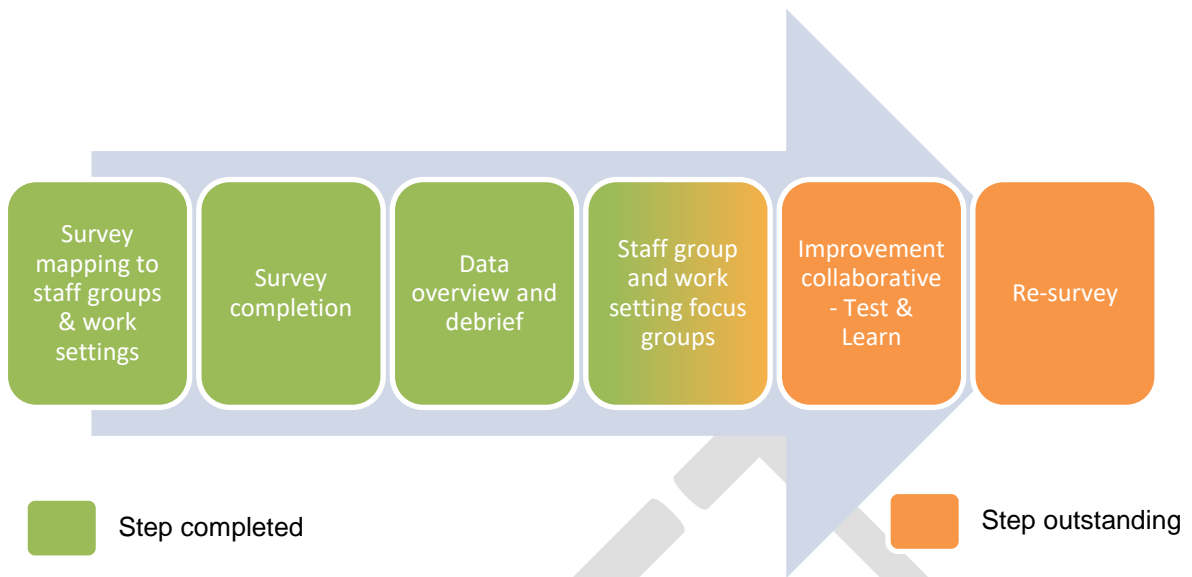 Survey
mapping to
staff groups
& work
settings
Survey
completion
Data
overview and
debrief
Staff group
and work
setting focus
groups
Improvement
collaborative
- Test &
Learn
Re-survey
Step completed
Step outstanding